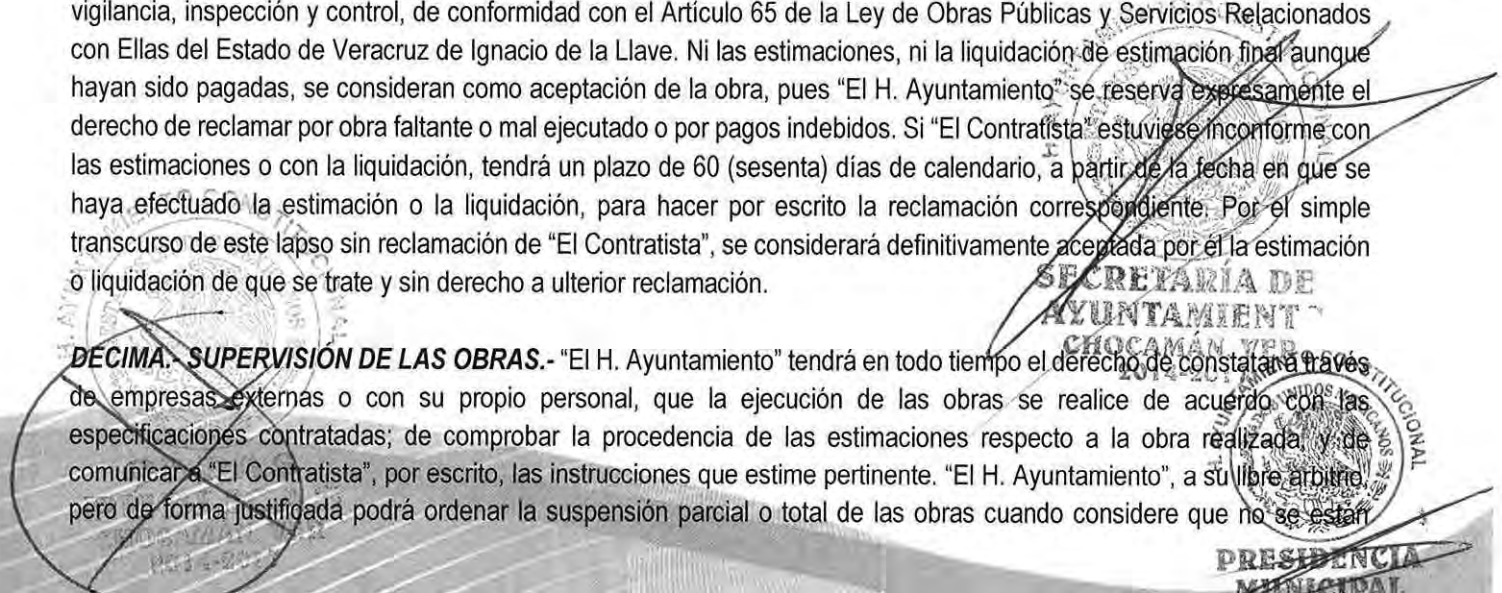 vigilancia, inspección y control, de conformidad con el Artículo 65 de la Ley de Obras Públicas y Servicios Relacionados
con Ellas del Estado de Veracruz de Ignacio de la Llave. Ni las estimaciones, ni la liquidación de estimación final aunque
hayan sido pagadas, se consideran como aceptación de la obra, pues “El H. Ayuntamiento” se reserva expresamente el
derecho de reclamar por obra faltante o mal ejecutado o por pagos indebidos. Si “El Contratista” estuviese inconforme con
las estimaciones o con la liquidación, tendrá un plazo de 60 (sesenta) días de calendario, a partir de la fecha en que se
haya efectuado la estimación o la liquidación, para hacer por escrito la reclamación correspondiente. Por el simple
transcurso de este lapso sin reclamación de “El Contratista”, se considerará definitivamente aceptada por él la estimación
o liquidación de que se trate y sin derecho a ulterior reclamación.
SECRETARÍA DE
AYUNTAMIENT
CHOCAMÁN, VER
DECIMA.- SUPERVISIÓN DE LAS OBRAS.- “El H. Ayuntamiento” tendrá en todo tiempo el derecho de constatar a través
de empresas externas o con su propio personal, que la ejecución de las obras se realice de acuerdo con las
especificaciones contratadas; de comprobar la procedencia de las estimaciones respecto a la obra realizada, y de
comunicar a “El Contratista”, por escrito, las instrucciones que estime pertinente. “El H. Ayuntamiento”, a su libre arbitrio,
pero de forma justificada podrá ordenar la suspensión parcial o total de las obras cuando considere que no se están
PRESIDENCIA
MUNICIPAL